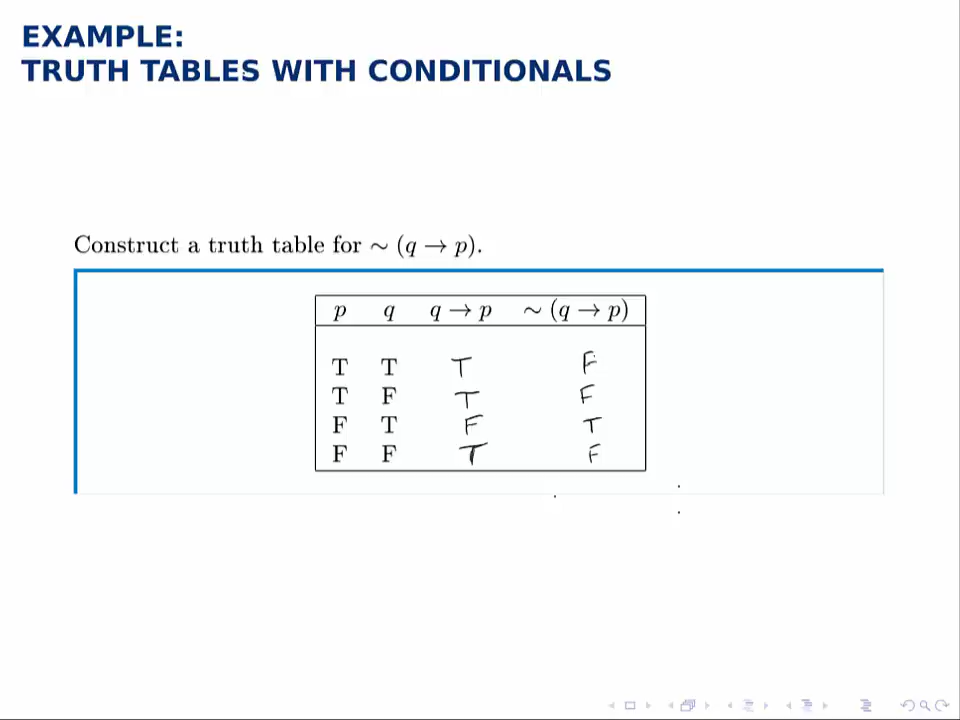 EXAMPLE:
TRUTH TABLES WITH CONDITIONALS
Construct a truth table for ∼ (q → p).
p q q → p ∼ (q → p)
T T T F
T F T F
F T F T
F F T F